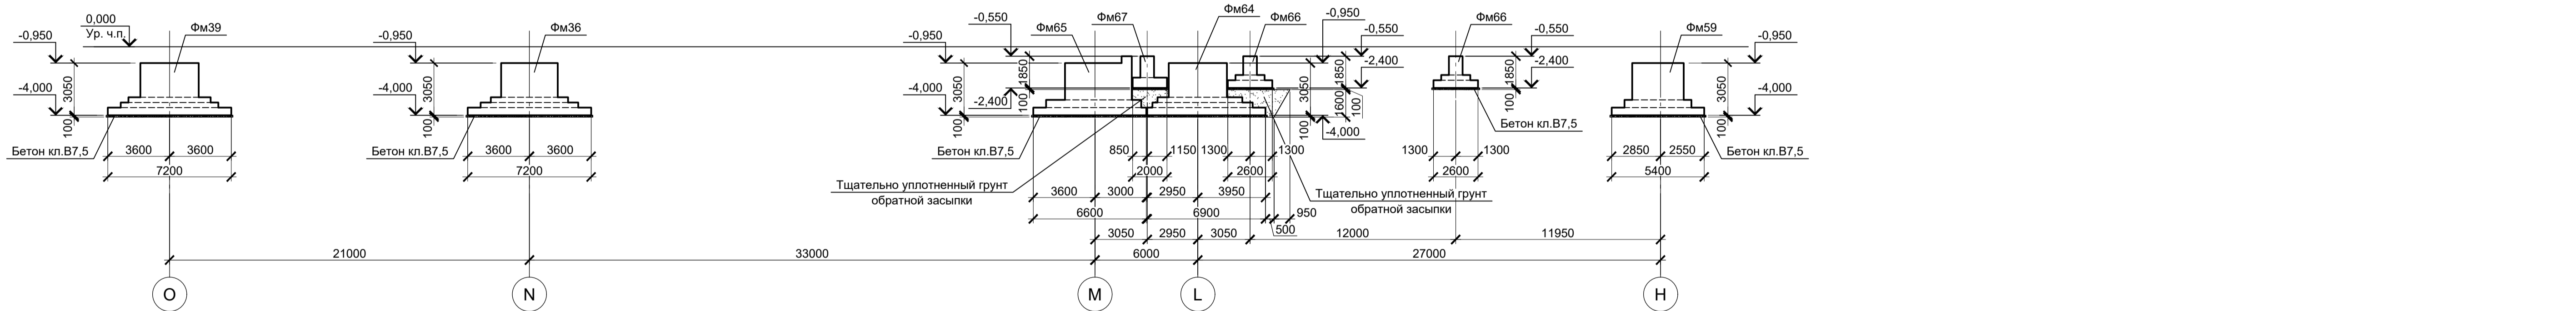 0,000
Ур. ч.п.
-0,950
Фм39
-4,000
3050
100
Бетон кл.В7,5
3600 3600
7200
-0,950
Фм36
-4,000
3050
100
Бетон кл.В7,5
3600 3600
7200
-0,950
-4,000
3050
100
Бетон кл.В7,5
-0,550
Фм65
Фм67
Фм64
Фм66
-0,950
-0,550
1850
100
-2,400
-2,400
3050
100
1600
1850
100
-4,000
850 1150 1300 1300
2000 2600
Тщательно уплотненный грунт
обратной засыпки
Тщательно уплотненный грунт
обратной засыпки
3600 3000 2950 3950
6600 6900 950
500
Фм66
-0,550
-2,400
1850
100
Бетон кл.В7,5
1300 1300
2600
Фм59
-0,950
-4,000
3050
100
Бетон кл.В7,5
2850 2550
5400
3050 2950 3050 12000 11950
21000 33000 6000 27000
O N M L H